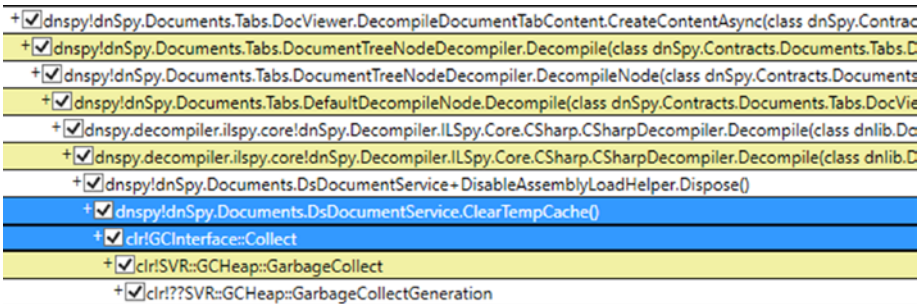 + dnspy!dnSpy.Documents.Tabs.DocViewer.DecompileDocumentTabContent.CreateContentAsync(class dnSpy.Contrac
+ dnspy!dnSpy.Documents.Tabs.DocumentTreeNodeDecompiler.Decompile(class dnSpy.Contracts.Documents.Tabs.D
+ dnspy!dnSpy.Documents.Tabs.DocumentTreeNodeDecompiler.DecompileNode(class dnSpy.Contracts.Documents
+ dnspy!dnSpy.Documents.Tabs.DefaultDecompileNode.Decompile(class dnSpy.Contracts.Documents.Tabs.DocVie
+ dnspy.decompiler.ilspy.core!dnSpy.Decompiler.ILSpy.Core.CSharp.CSharpDecompiler.Decompile(class dnlib.Do
+ dnspy.decompiler.ilspy.core!dnSpy.Decompiler.ILSpy.Core.CSharp.CSharpDecompiler.Decompile(class dnlib.D
+ dnspy!dnSpy.Documents.DsDocumentService+DisableAssemblyLoadHelper.Dispose()
+ dnspy!dnSpy.Documents.DsDocumentService.ClearTempCache()
+ clr!GCInterface::Collect
+ clr!SVR::GCHeap::GarbageCollect
+ clr!??SVR::GCHeap::GarbageCollectGeneration